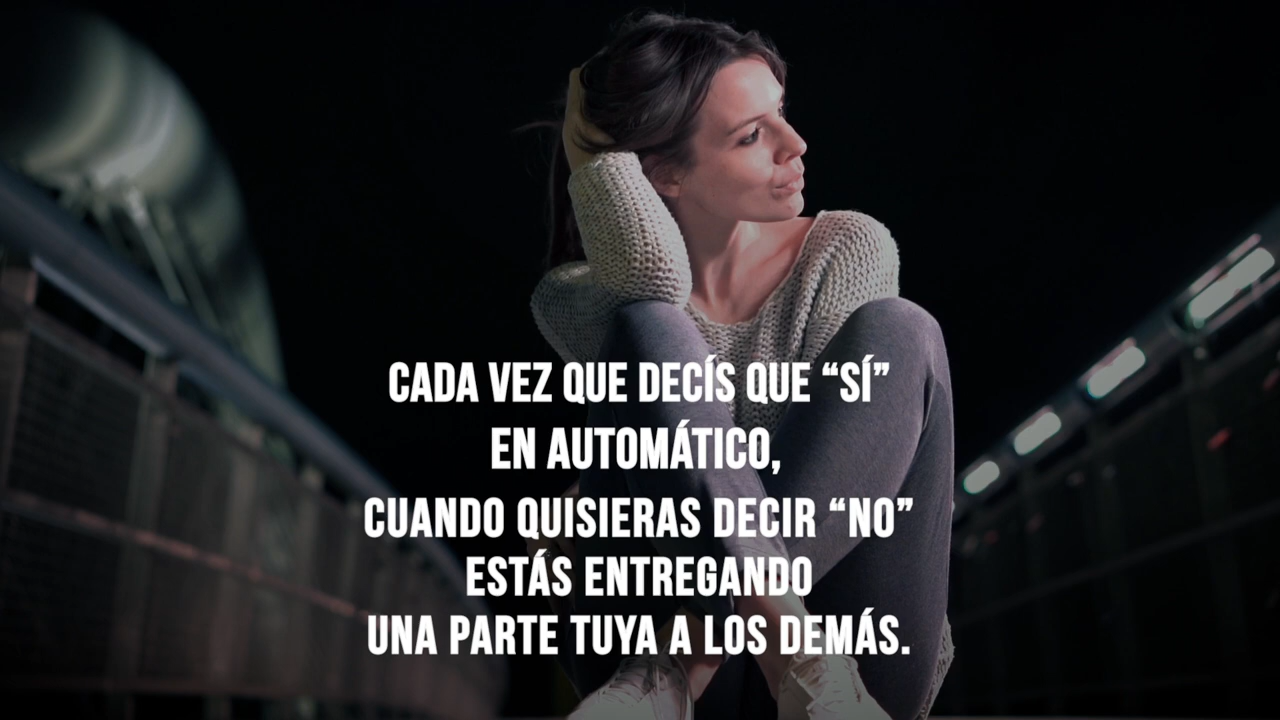 CADA VEZ QUE DECÍS QUE “SÍ”
EN AUTOMÁTICO,
CUANDO QUISIERAS DECIR “NO”
ESTÁS ENTREGANDO
UNA PARTE TUYA A LOS DEMÁS.